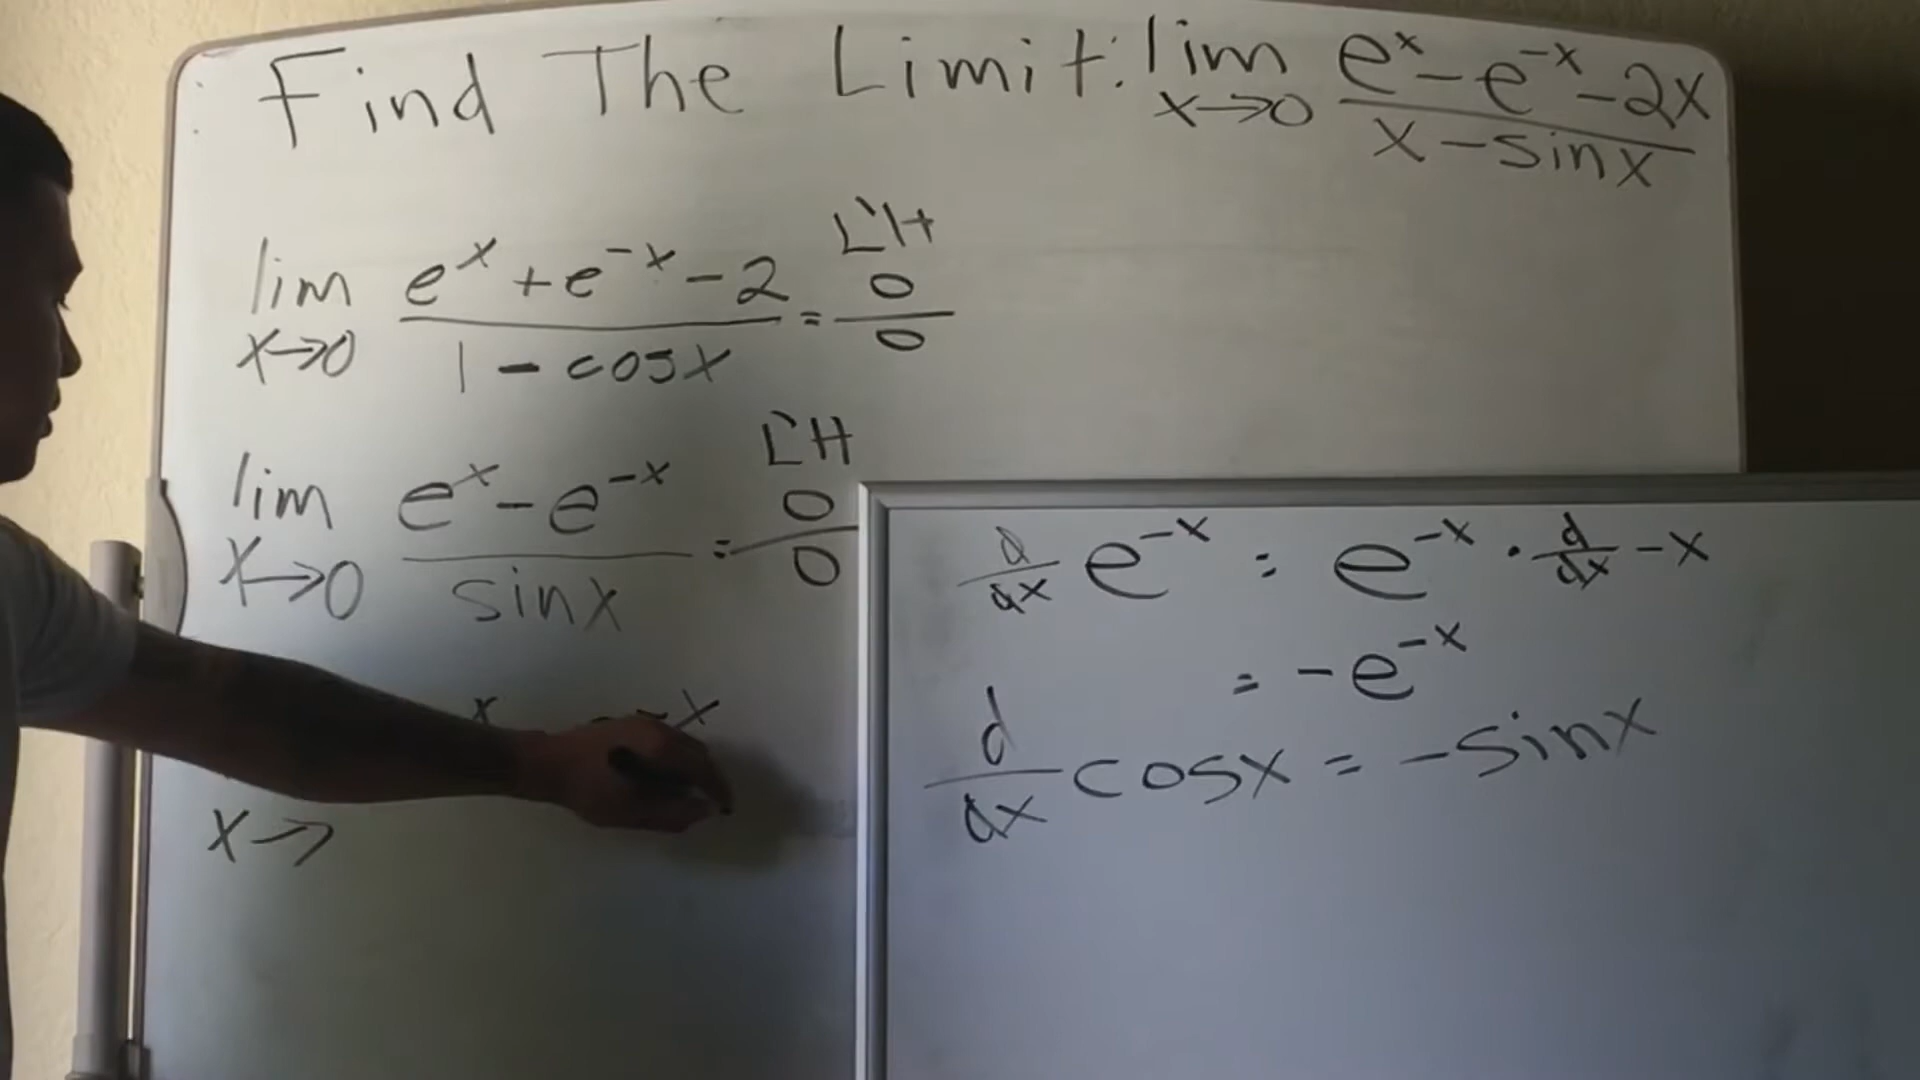 Find The Limit: lim x→0 (e^x - e^-x - 2x)/(x - sinx)
lim x→0 (e^x + e^-x - 2)/(1 - cosx) = L'H 0/0
lim x→0 (e^x - e^-x)/(sinx) = L'H 0/0
x -x
x→
d/dx e^-x = e^-x · d/dx -x
= -e^-x
d/dx cosx = -sinx